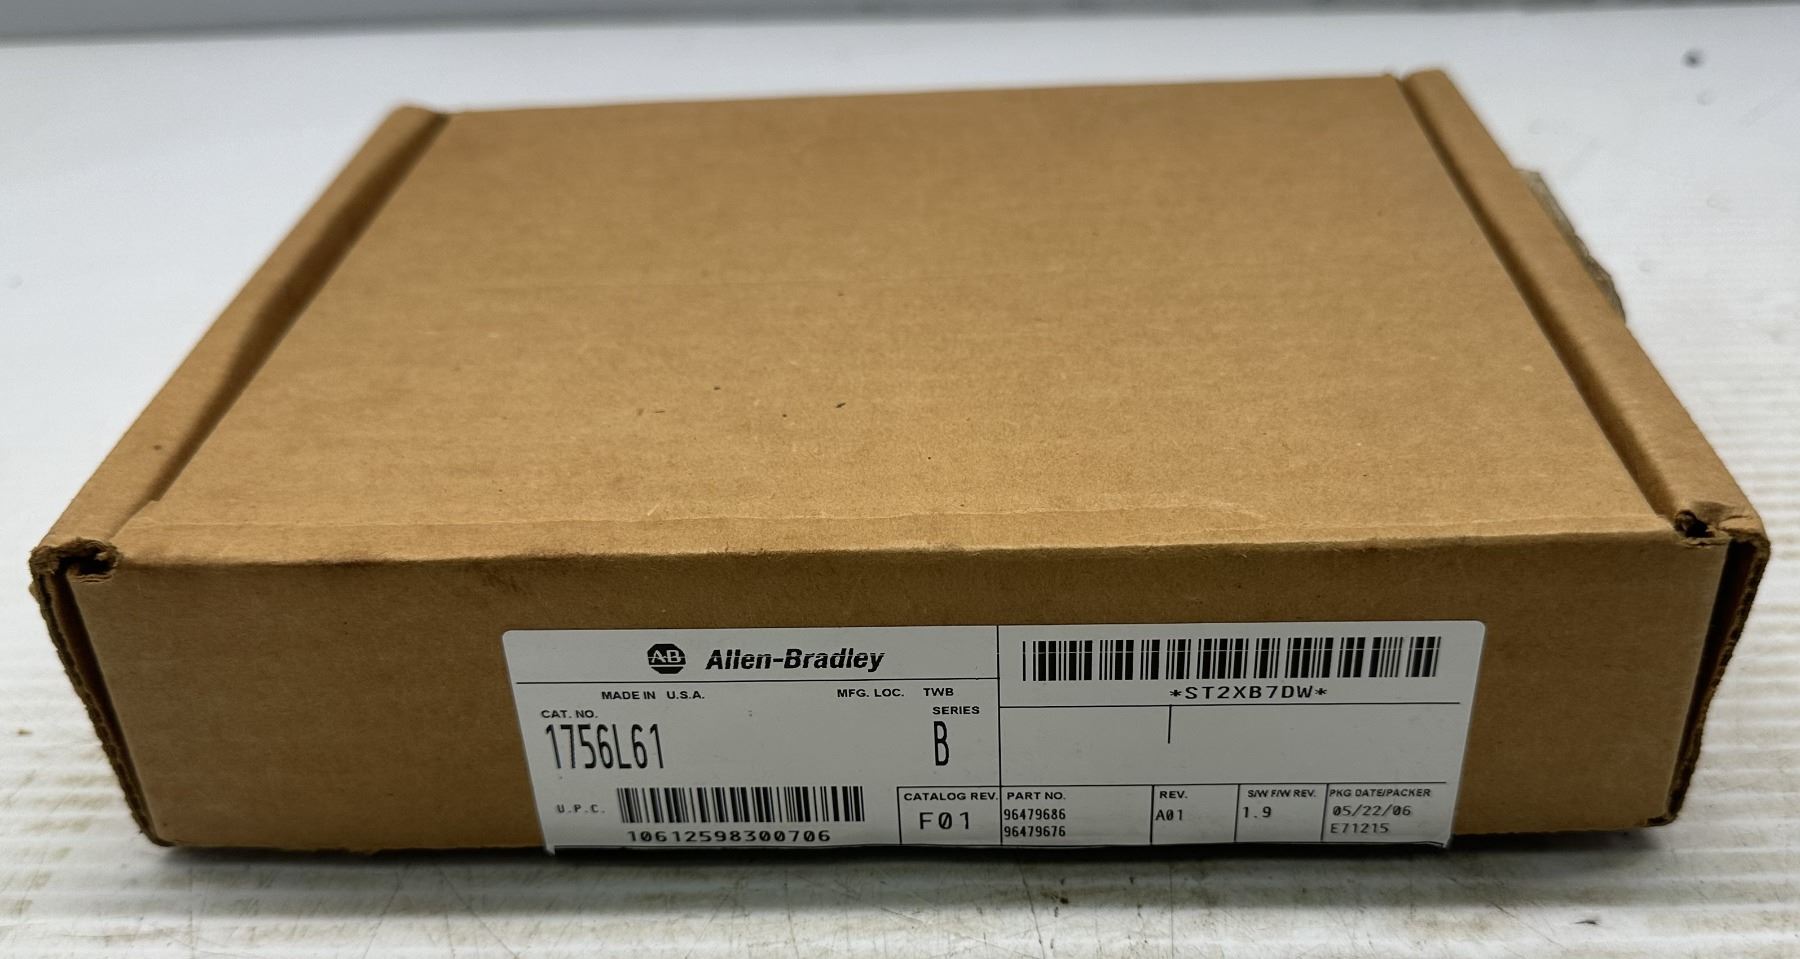 AB Allen-Bradley
MADE IN U.S.A. MFG. LOC. TWB
CAT. NO. SERIES
1756L61 B
U.P.C.
10612598300706
*ST2XB7DW*
CATALOG REV. PART NO. REV. S/W F/W REV. PKG DATE/PACKER
F01 96479686 A01 1.9 05/22/06
96479676 E71215